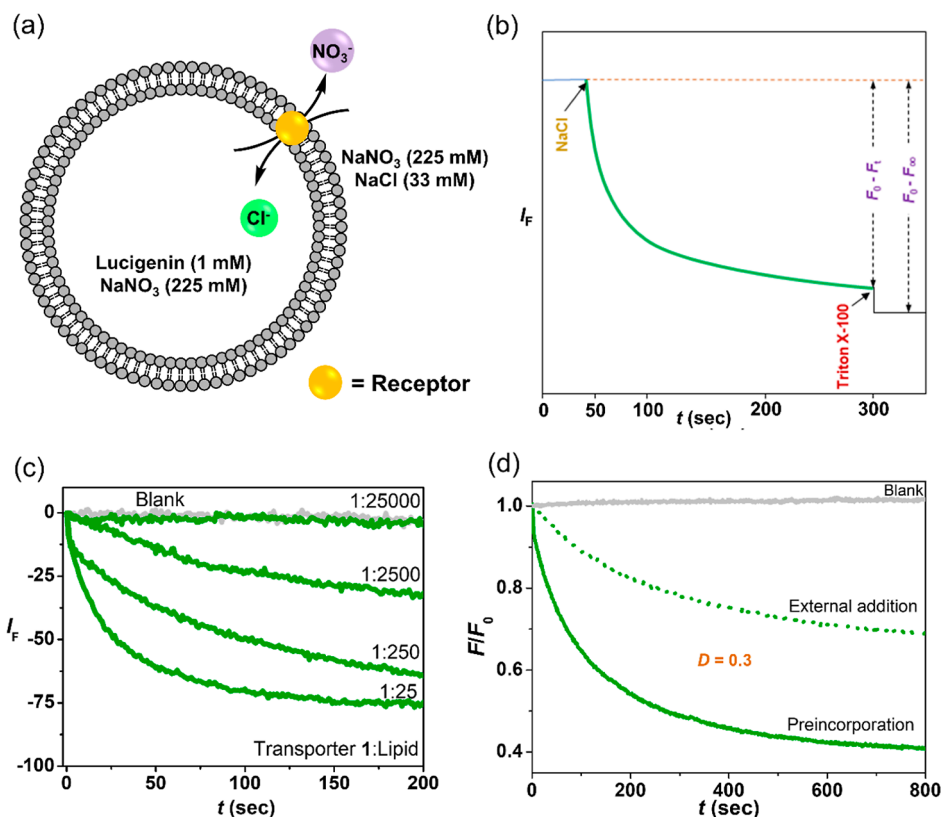 (a)
NO₃⁻
NaNO₃ (225 mM)
NaCl (33 mM)
Cl⁻
Lucigenin (1 mM)
NaNO₃ (225 mM)
= Receptor
(b)
I_F
NaCl
F₀ - Fₜ
F₀ - F∞
Triton X-100
0 50 100 200 300
t (sec)
(c)
Blank
1:25000
1:2500
1:250
1:25
Transporter 1:Lipid
I_F
0
-25
-50
-75
-100
0 50 100 150 200
t (sec)
(d)
Blank
External addition
D = 0.3
Preincorporation
F/F₀
1.0
0.8
0.6
0.4
0 200 400 600 800
t (sec)